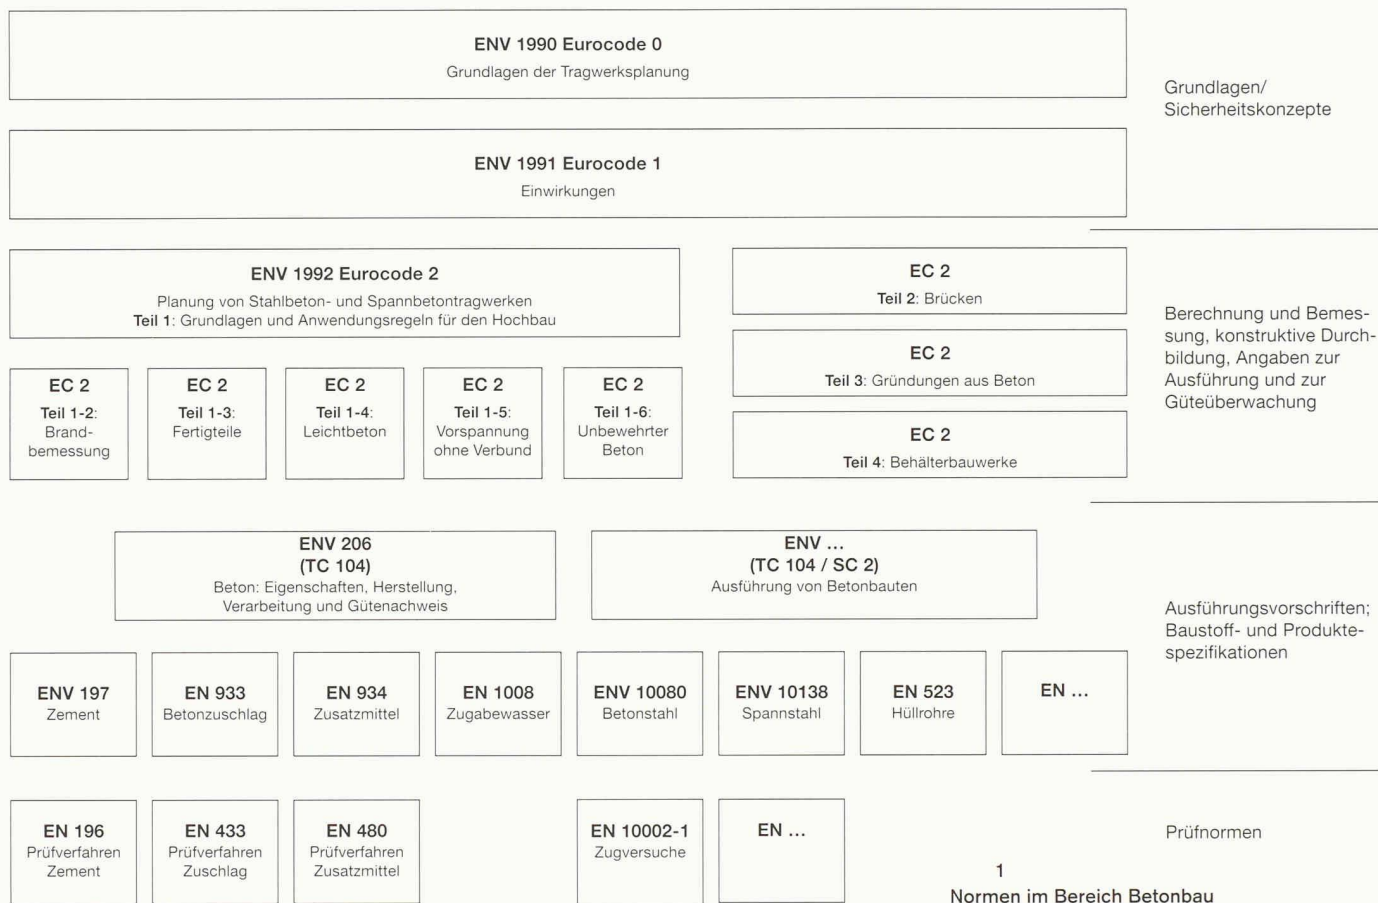 ENV 1990 Eurocode 0
Grundlagen der Tragwerksplanung
Grundlagen/
Sicherheitskonzepte
ENV 1991 Eurocode 1
Einwirkungen
ENV 1992 Eurocode 2
Planung von Stahlbeton- und Spannbetontragwerken
Teil 1: Grundlagen und Anwendungsregeln für den Hochbau
EC 2
Teil 1-2:
Brand-
bemessung
EC 2
Teil 1-3:
Fertigteile
EC 2
Teil 1-4:
Leichtbeton
EC 2
Teil 1-5:
Vorspannung
ohne Verbund
EC 2
Teil 1-6:
Unbewehrter
Beton
EC 2
Teil 2: Brücken
EC 2
Teil 3: Gründungen aus Beton
EC 2
Teil 4: Behälterbauwerke
Berechnung und Bemes-
sung, konstruktive Durch-
bildung, Angaben zur
Ausführung und zur
Güteüberwachung
ENV 206
(TC 104)
Beton: Eigenschaften, Herstellung,
Verarbeitung und Gütenachweis
ENV ...
(TC 104 / SC 2)
Ausführung von Betonbauten
Ausführungsvorschriften;
Baustoff- und Produkte-
spezifikationen
ENV 197
Zement
EN 933
Betonzuschlag
EN 934
Zusatzmittel
EN 1008
Zugabewasser
ENV 10080
Betonstahl
ENV 10138
Spannstahl
EN 523
Hüllrohre
EN ...
EN 196
Prüfverfahren
Zement
EN 433
Prüfverfahren
Zuschlag
EN 480
Prüfverfahren
Zusatzmittel
EN 10002-1
Zugversuche
EN ...
Prüfnormen
1
Normen im Bereich Betonbau